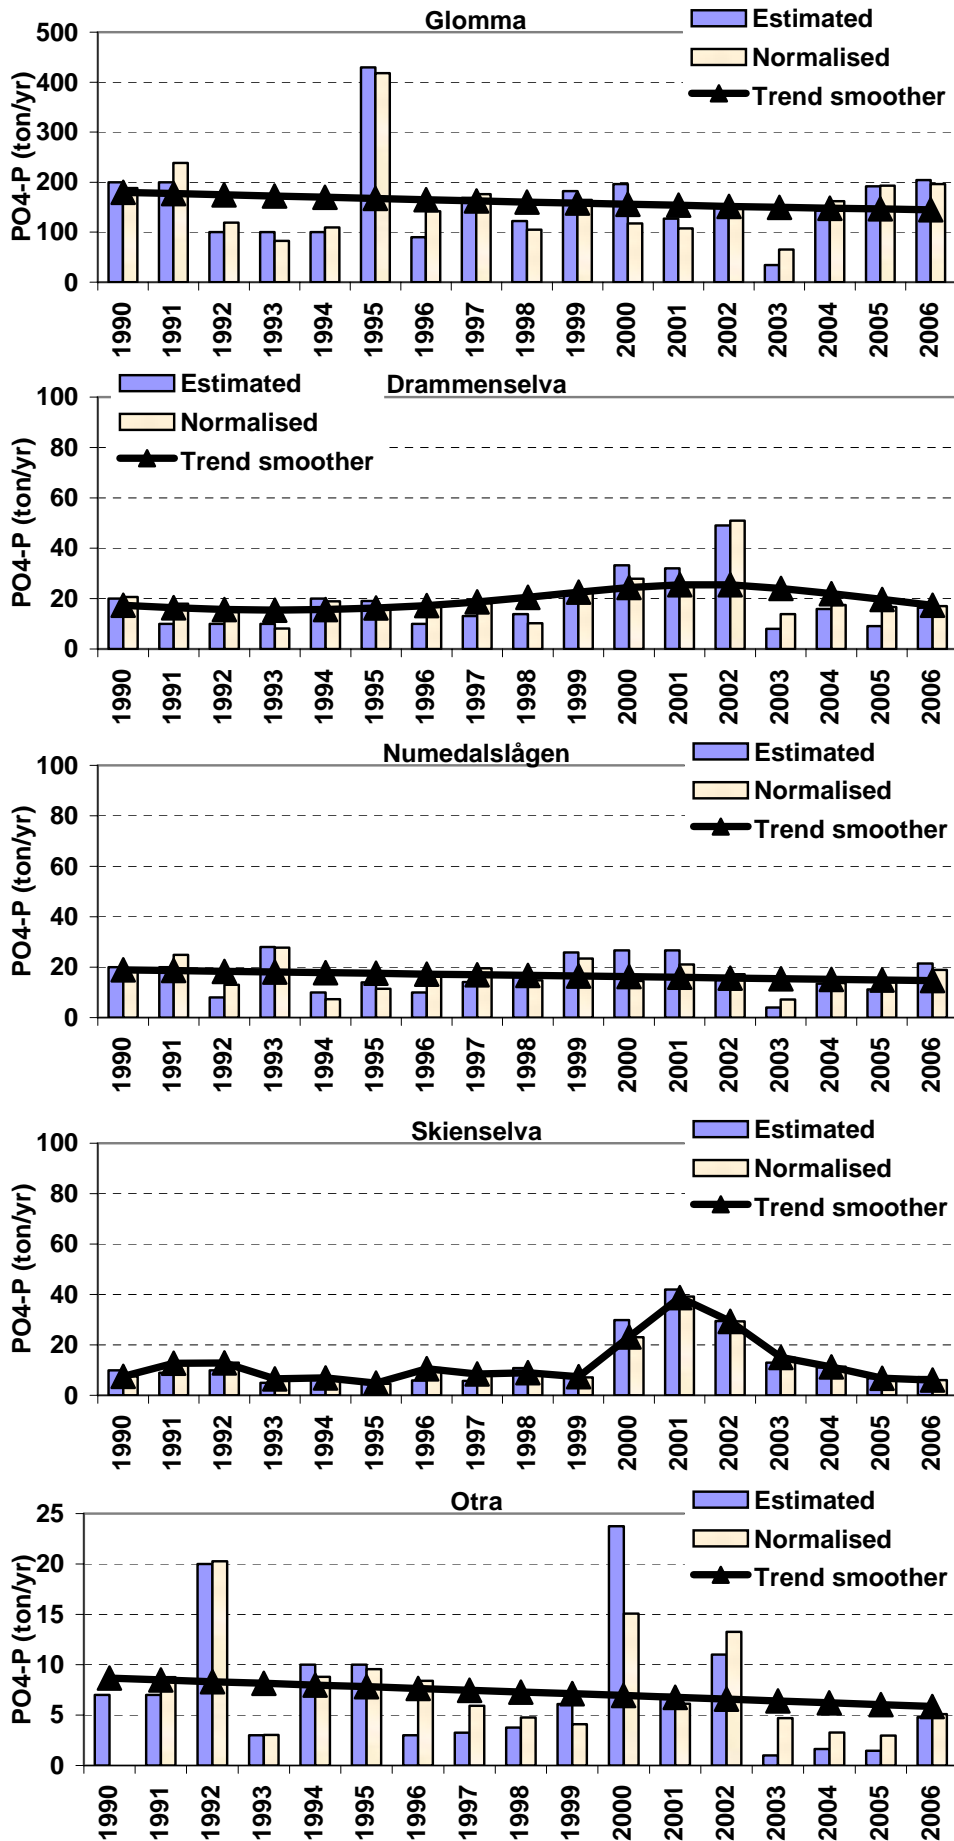 Glomma
Estimated
Normalised
Trend smoother
PO4-P (ton/yr)
500
400
300
200
100
0
1990 1991 1992 1993 1994 1995 1996 1997 1998 1999 2000 2001 2002 2003 2004 2005 2006
Drammenselva
Estimated
Normalised
Trend smoother
PO4-P (ton/yr)
100
80
60
40
20
0
1990 1991 1992 1993 1994 1995 1996 1997 1998 1999 2000 2001 2002 2003 2004 2005 2006
Numedalslågen
Estimated
Normalised
Trend smoother
PO4-P (ton/yr)
100
80
60
40
20
0
1990 1991 1992 1993 1994 1995 1996 1997 1998 1999 2000 2001 2002 2003 2004 2005 2006
Skienselva
Estimated
Normalised
Trend smoother
PO4-P (ton/yr)
100
80
60
40
20
0
1990 1991 1992 1993 1994 1995 1996 1997 1998 1999 2000 2001 2002 2003 2004 2005 2006
Otra
Estimated
Normalised
Trend smoother
PO4-P (ton/yr)
25
20
15
10
5
0
1990 1991 1992 1993 1994 1995 1996 1997 1998 1999 2000 2001 2002 2003 2004 2005 2006